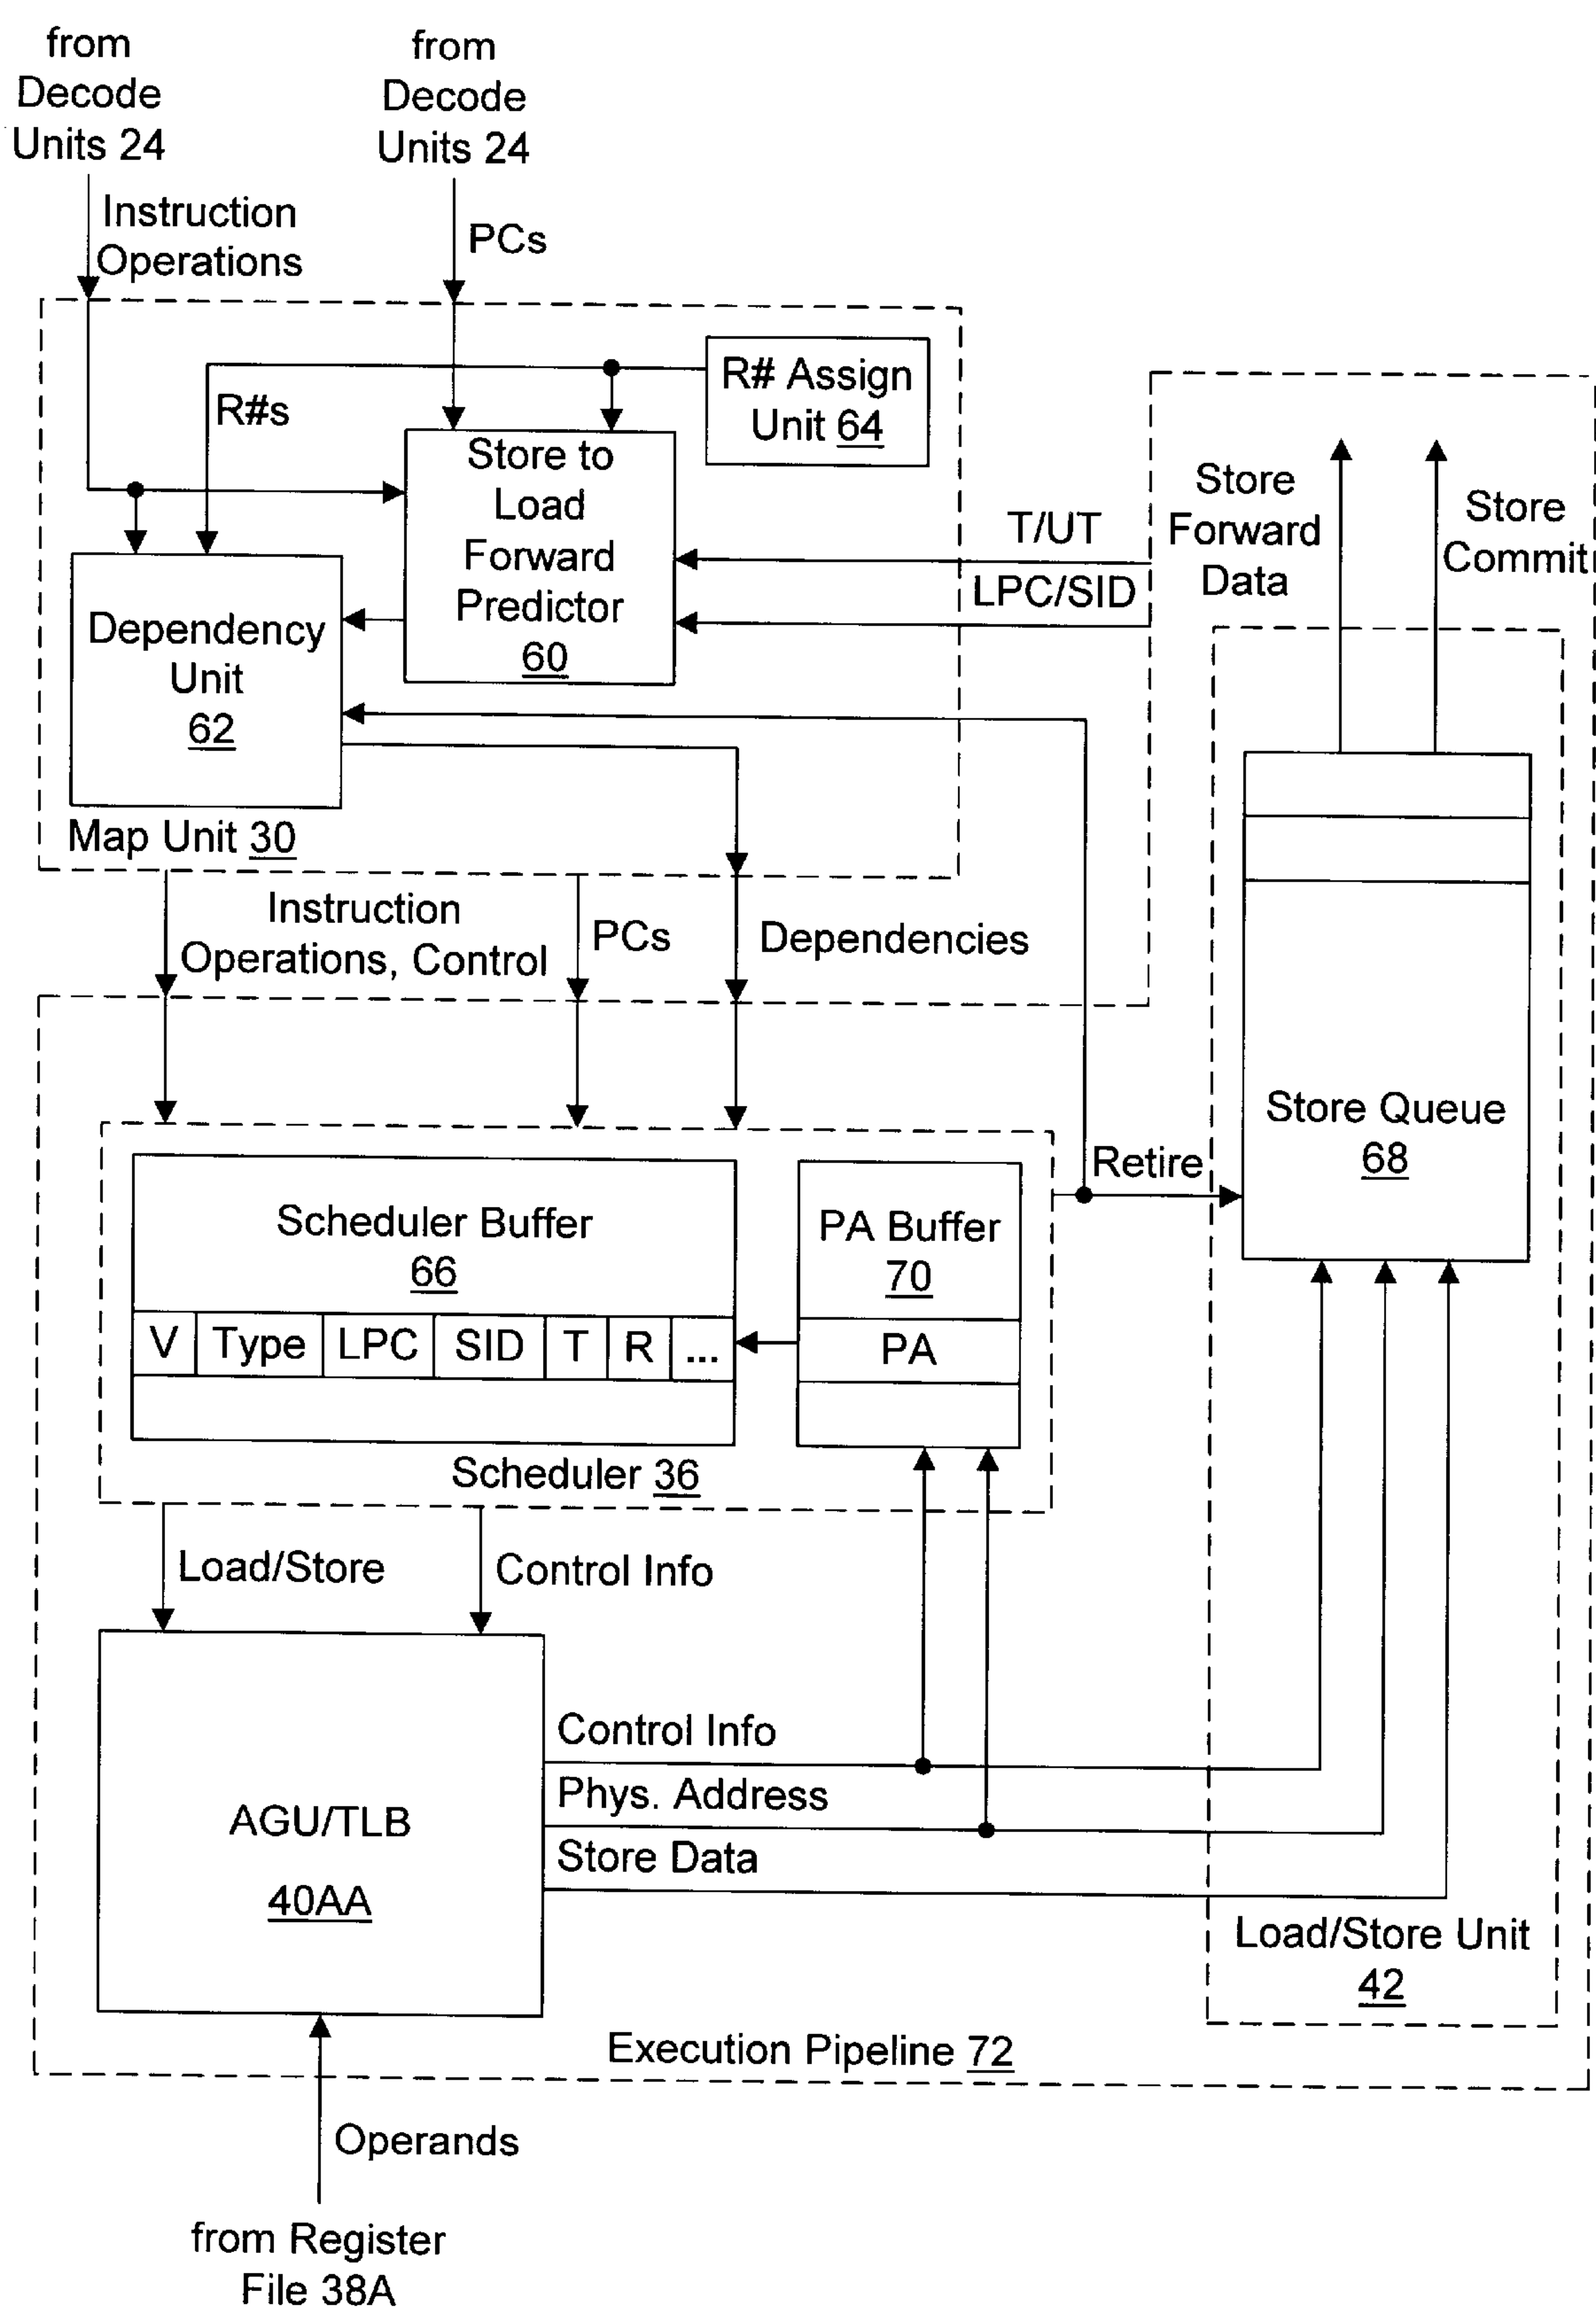 from
Decode
Units 24
from
Decode
Units 24
Instruction
Operations
PCs
R# Assign
Unit 64
R#s
Store to
Load
Forward
Predictor
60
T/UT
LPC/SID
Store
Forward
Data
Store
Commit
Dependency
Unit
62
Map Unit 30
Instruction
Operations, Control
PCs
Dependencies
Store Queue
68
Retire
Scheduler Buffer
66
PA Buffer
70
V Type LPC SID T R ...
PA
Scheduler 36
Load/Store
Control Info
Control Info
Phys. Address
Store Data
AGU/TLB
40AA
Load/Store Unit
42
Execution Pipeline 72
Operands
from Register
File 38A